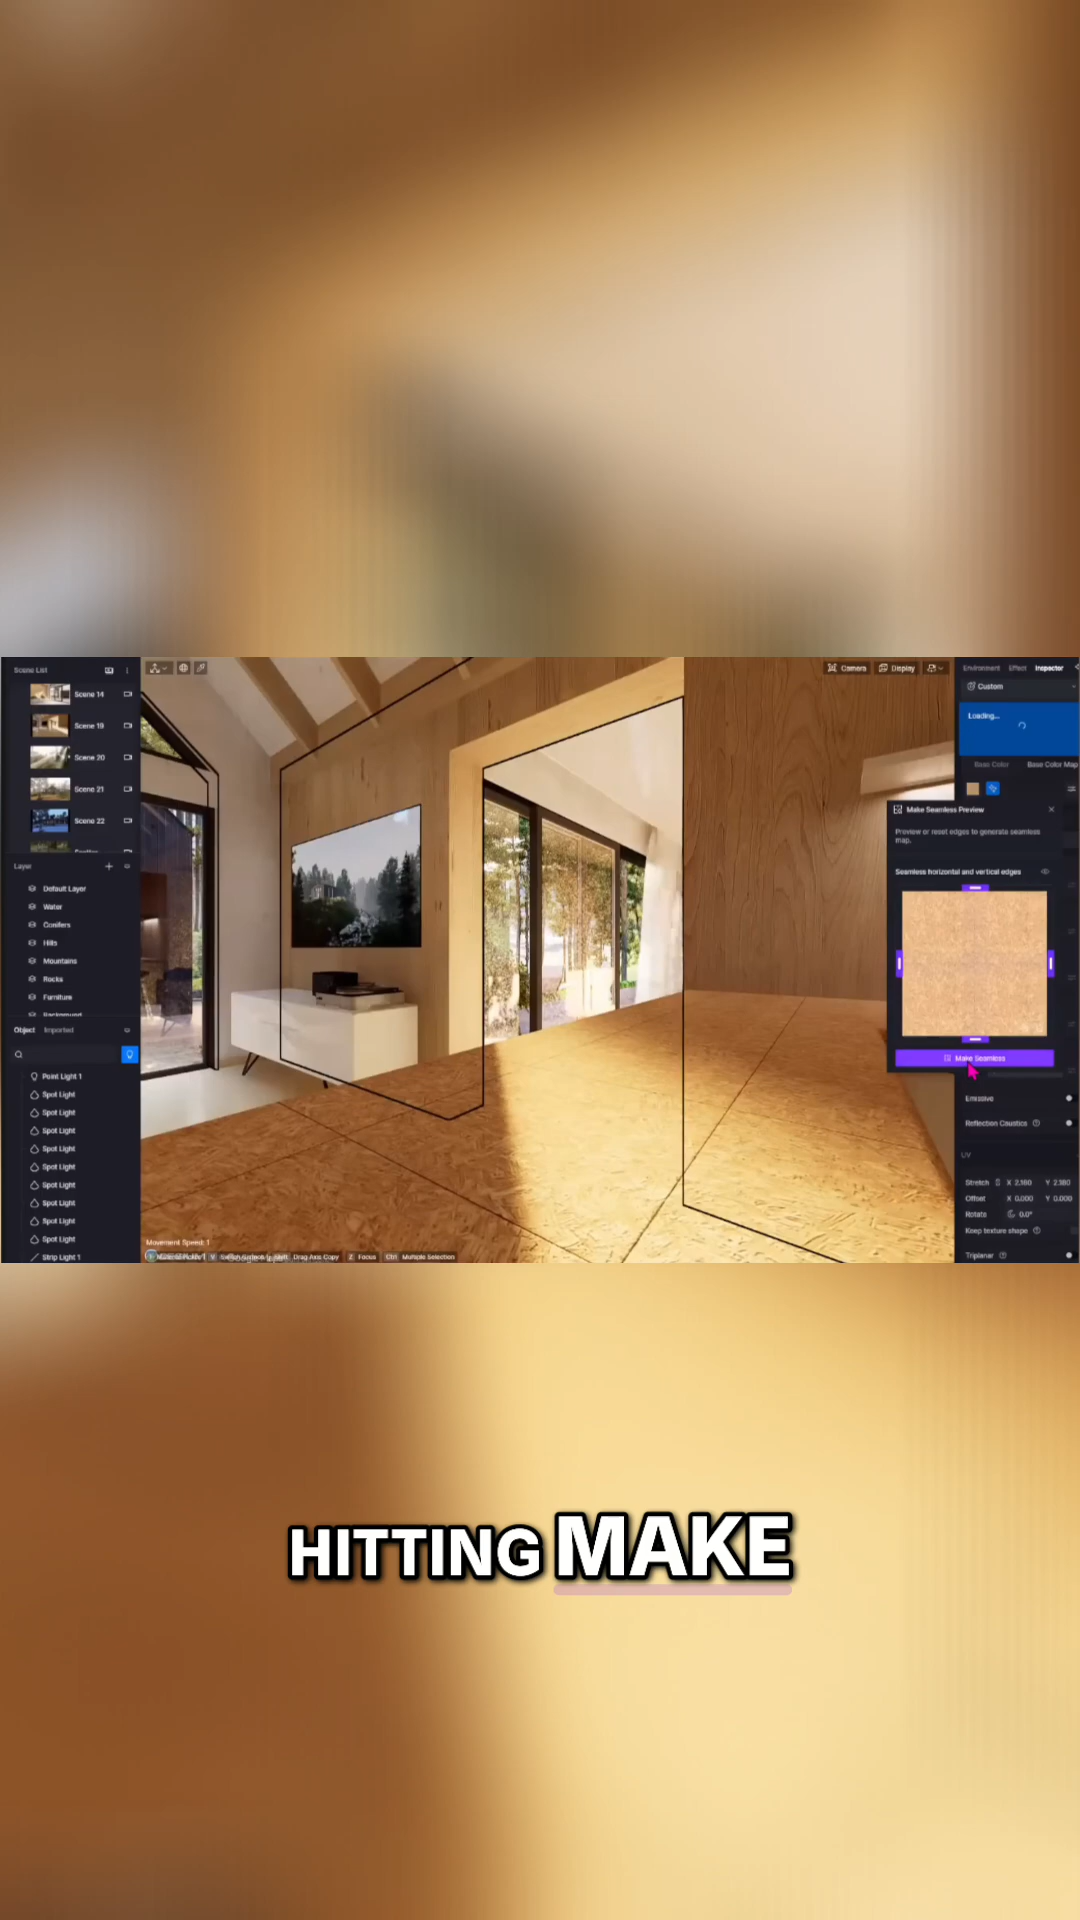 Scene List
Scene 14
Scene 19
Scene 20
Scene 21
Scene 22
Layer
Default Layer
Water
Conifers
Hills
Mountains
Rocks
Furniture
Background
Object Imported
Point Light 1
Spot Light
Spot Light
Spot Light
Spot Light
Spot Light
Spot Light
Spot Light
Spot Light
Spot Light
Strip Light 1
Camera Display
Movement Speed: 1
Drag Axis Copy Z Focus Ctrl Multiple Selection
Environment Effect Inspector
Custom
Loading...
Base Color Base Color Map
Make Seamless Preview
Preview or reset edges to generate seamless
map.
Seamless horizontal and vertical edges
Make Seamless
Emissive
Reflection Caustics
UV
Stretch X 2.180 Y 2.180
Offset X 0.000 Y 0.000
Rotate 0.0°
Keep texture shape
Triplanar
HITTING MAKE